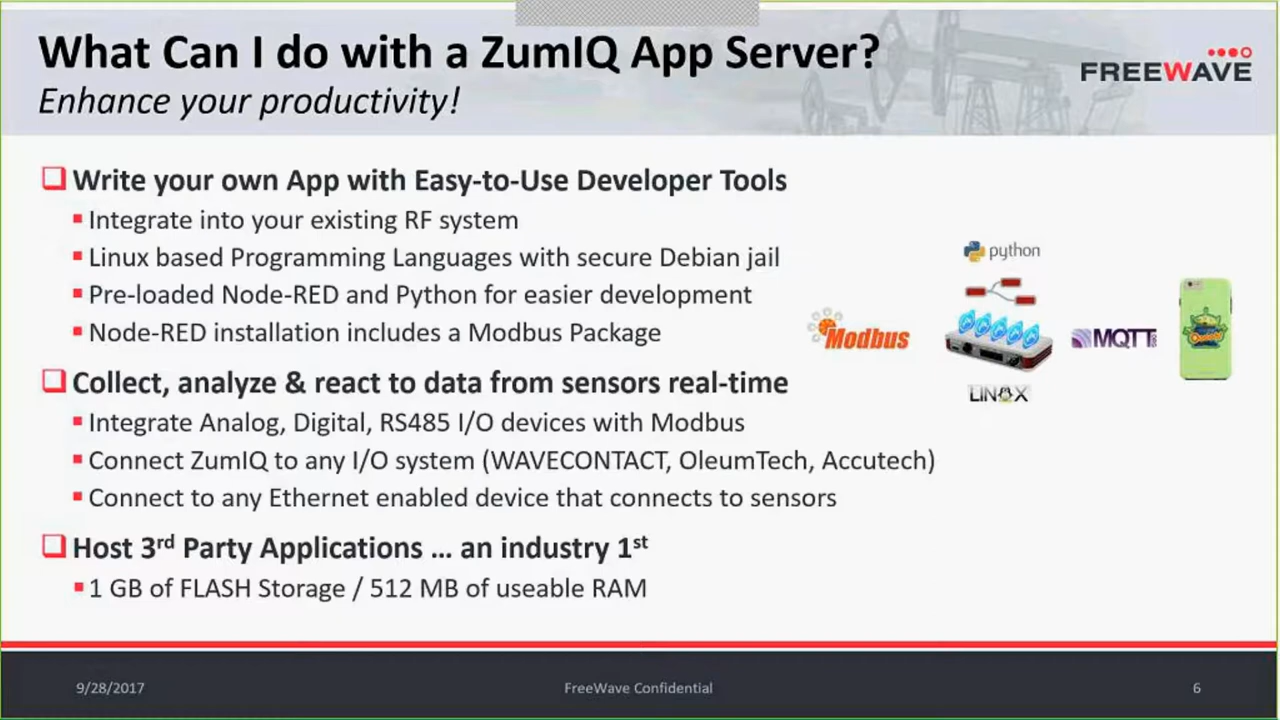 What Can I do with a ZumIQ App Server?
Enhance your productivity!
FREEWAVE
Write your own App with Easy-to-Use Developer Tools
Integrate into your existing RF system
Linux based Programming Languages with secure Debian jail
Pre-loaded Node-RED and Python for easier development
Node-RED installation includes a Modbus Package
python
Modbus
MQTT
LINUX
Collect, analyze & react to data from sensors real-time
Integrate Analog, Digital, RS485 I/O devices with Modbus
Connect ZumIQ to any I/O system (WAVECONTACT, OleumTech, Accutech)
Connect to any Ethernet enabled device that connects to sensors
Host 3rd Party Applications … an industry 1st
1 GB of FLASH Storage / 512 MB of useable RAM
9/28/2017
FreeWave Confidential
6